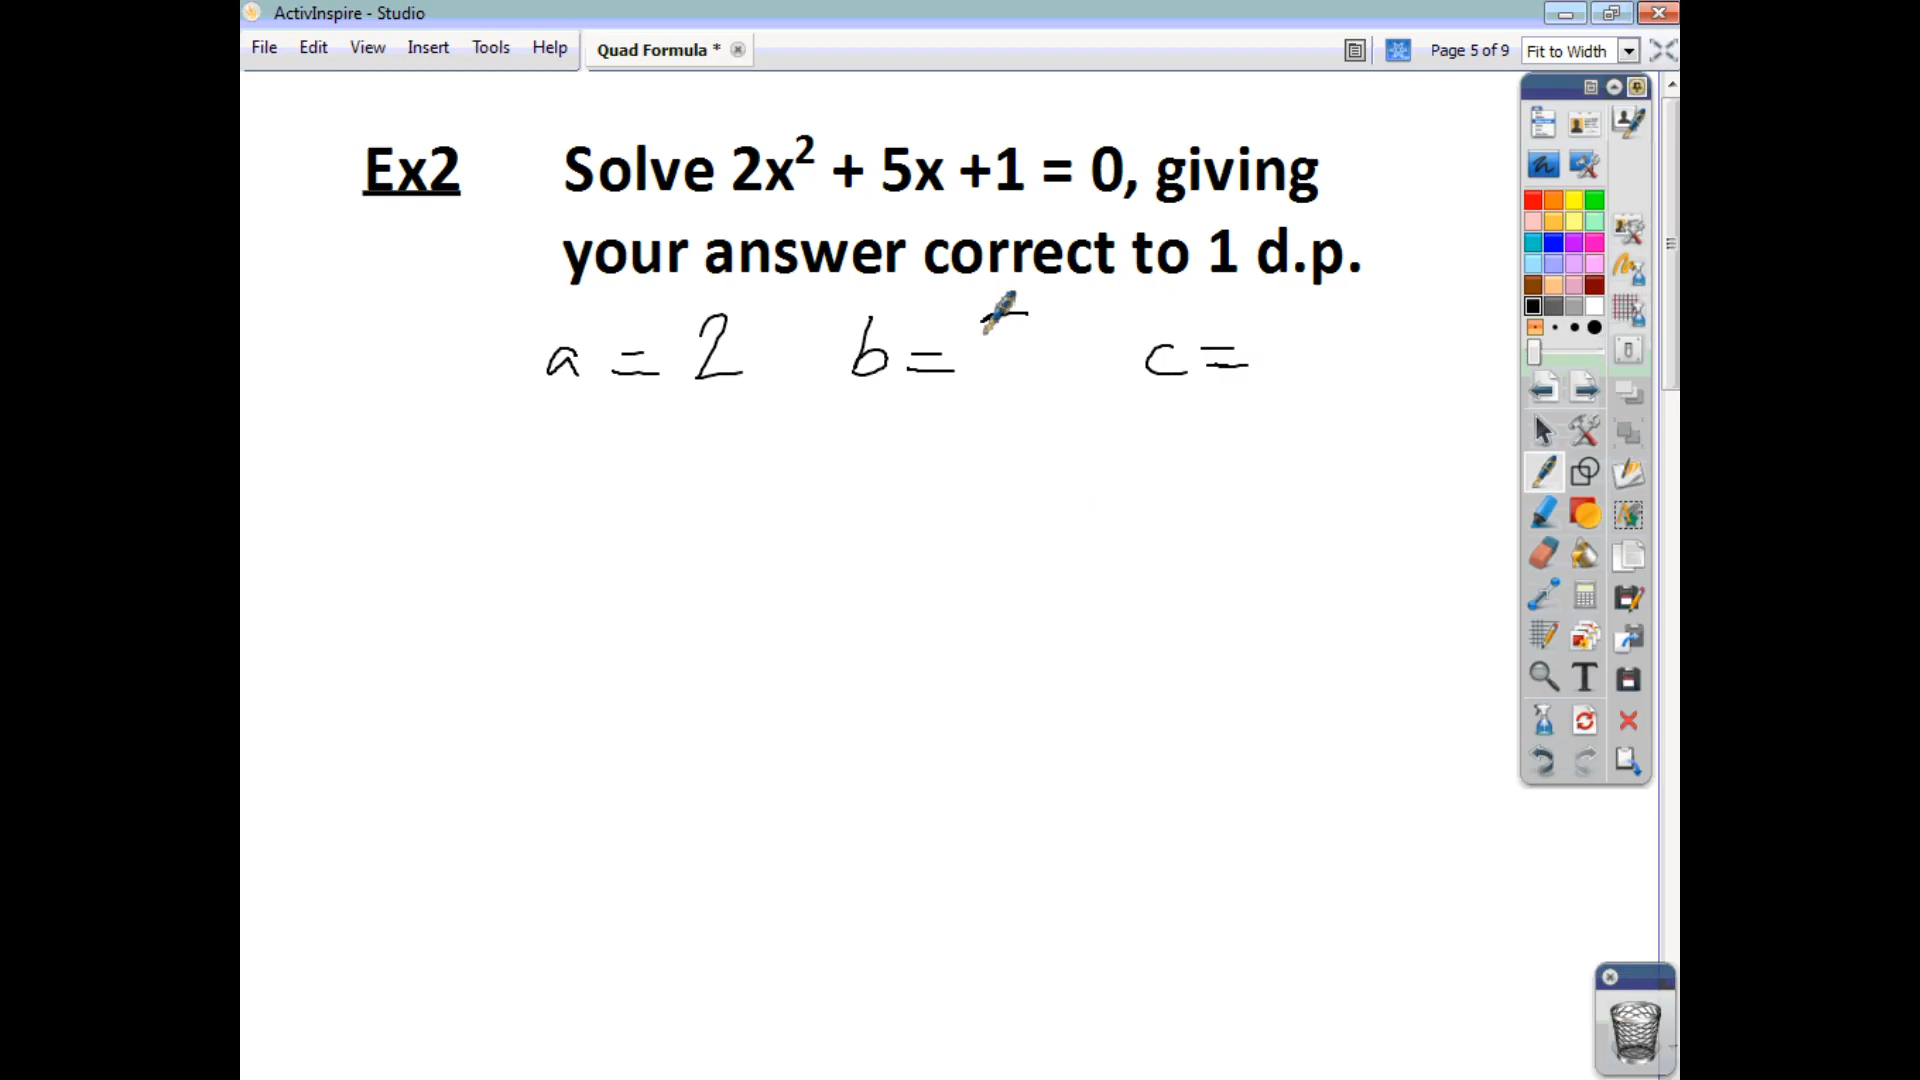 ActivInspire - Studio
File Edit View Insert Tools Help Quad Formula * Page 5 of 9 Fit to Width
Ex2 Solve 2x² + 5x +1 = 0, giving
your answer correct to 1 d.p.
a = 2 b = c =